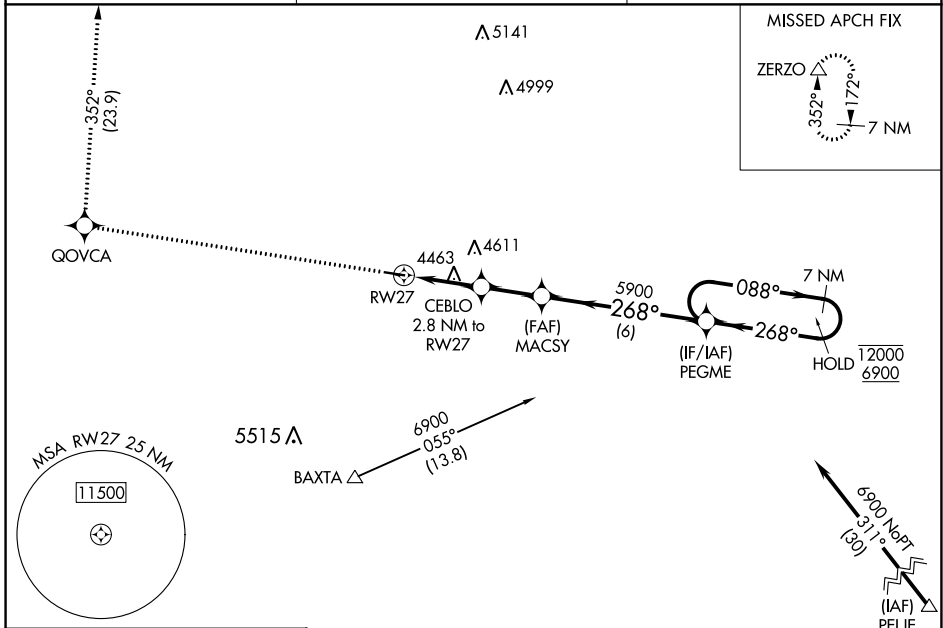 MISSED APCH FIX
ZERZO
352°
172°
7 NM
352°
(23.9)
5141
4999
QOVCA
4463
4611
RW27
CEBLO
2.8 NM to
RW27
(FAF)
MACSY
5900
268°
(6)
088°
7 NM
268°
(IF/IAF)
PEGME
HOLD
12000
6900
MSA RW27 25 NM
11500
5515
BAXTA
6900
055°
(13.8)
6900 NoPT
311°
(30)
(IAF)